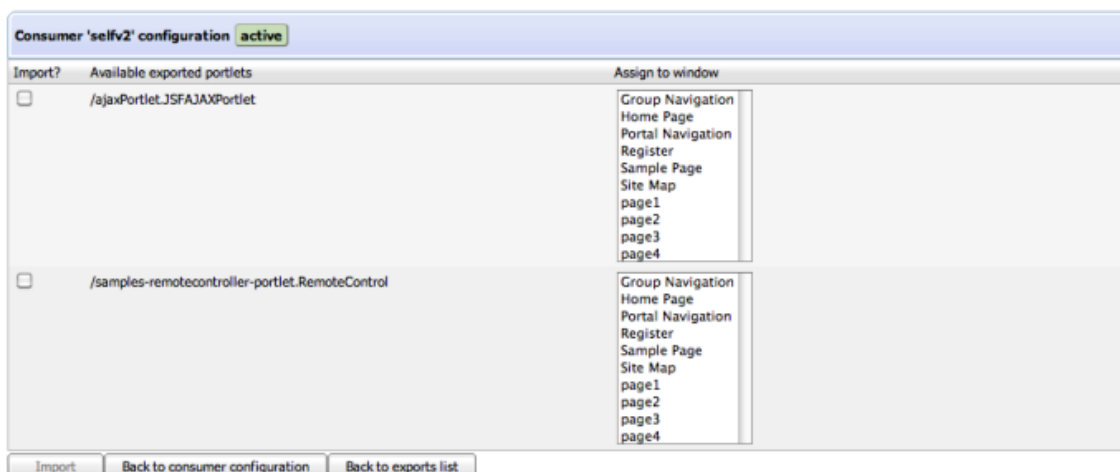 Consumer 'selfv2' configuration active
Import? Available exported portlets Assign to window
/ajaxPortlet.JSFAJAXPortlet
Group Navigation
Home Page
Portal Navigation
Register
Sample Page
Site Map
page1
page2
page3
page4
/samples-remotecontroller-portlet.RemoteControl
Group Navigation
Home Page
Portal Navigation
Register
Sample Page
Site Map
page1
page2
page3
page4
Import Back to consumer configuration Back to exports list